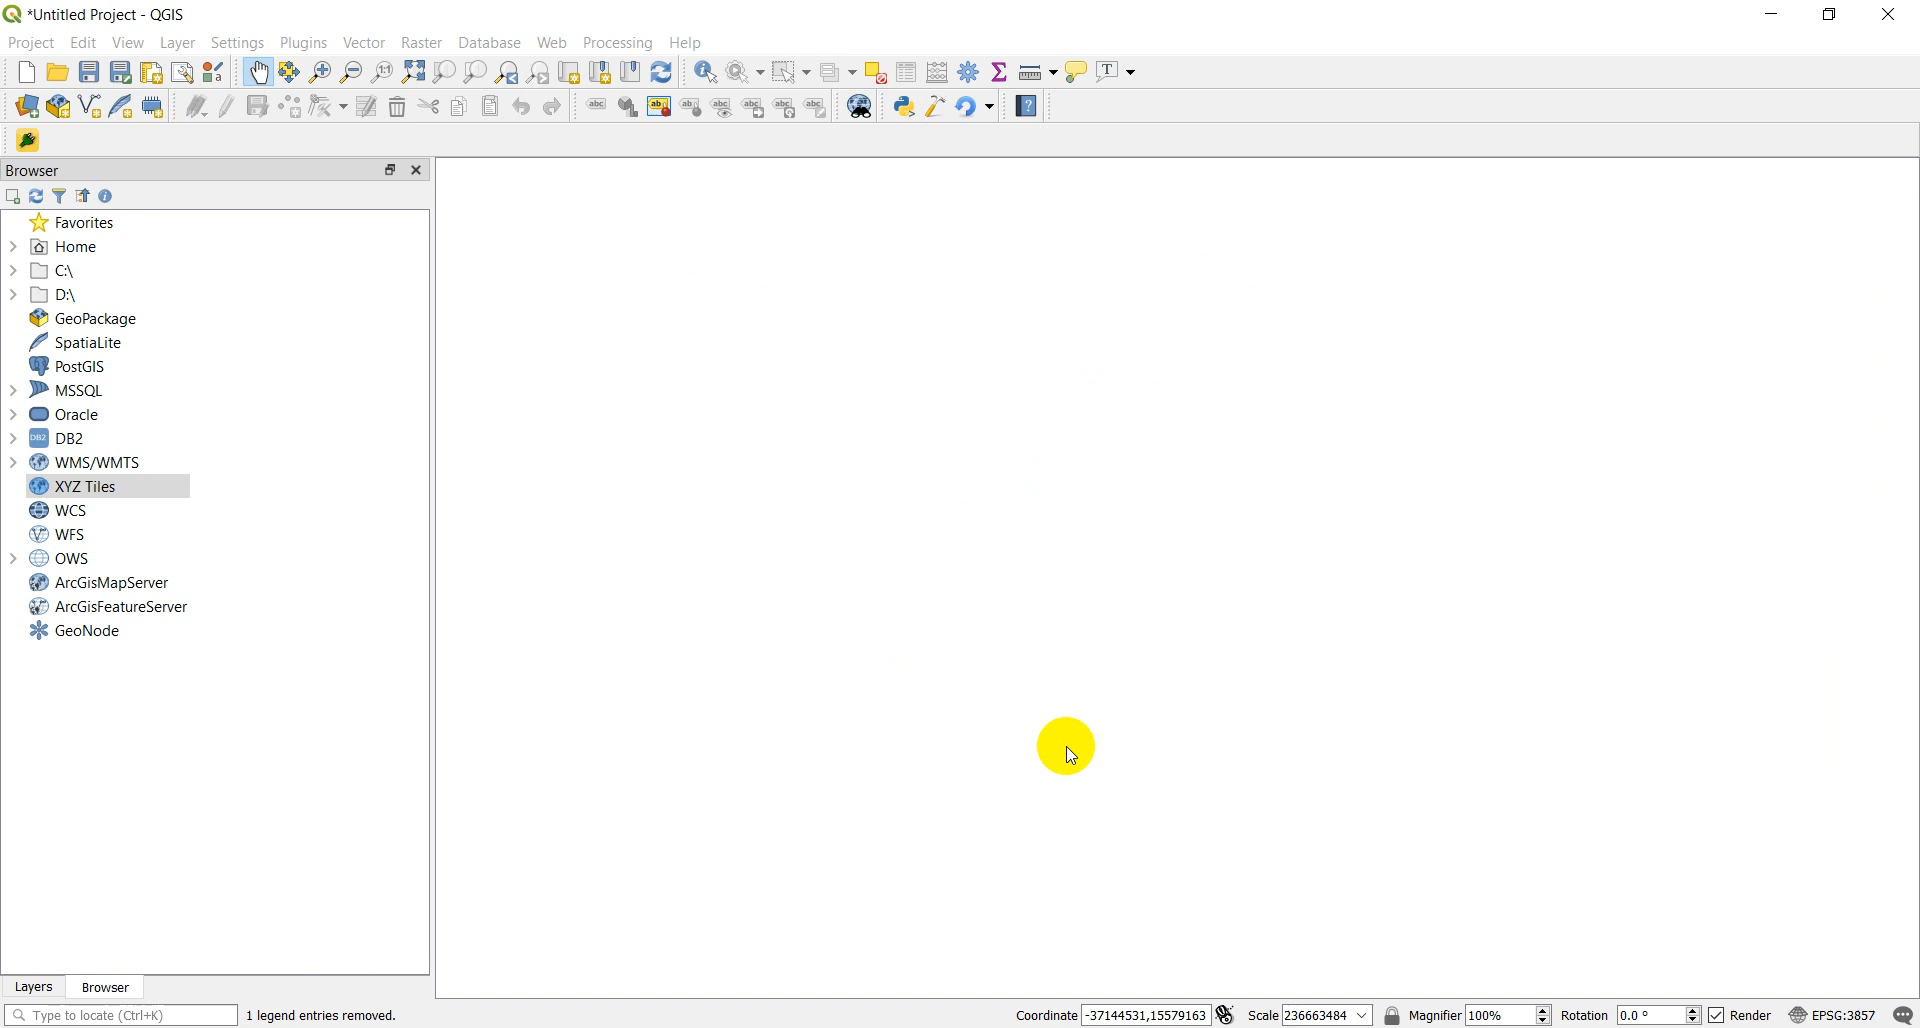 *Untitled Project - QGIS
Project Edit View Layer Settings Plugins Vector Raster Database Web Processing Help
Browser
Favorites
Home
C:\
D:\
GeoPackage
SpatiaLite
PostGIS
MSSQL
Oracle
DB2
WMS/WMTS
XYZ Tiles
WCS
WFS
OWS
ArcGisMapServer
ArcGisFeatureServer
GeoNode
Layers Browser
Type to locate (Ctrl+K) 1 legend entries removed. Coordinate -37144531,15579163 Scale 236663484 Magnifier 100% Rotation 0.0 ° Render EPSG:3857